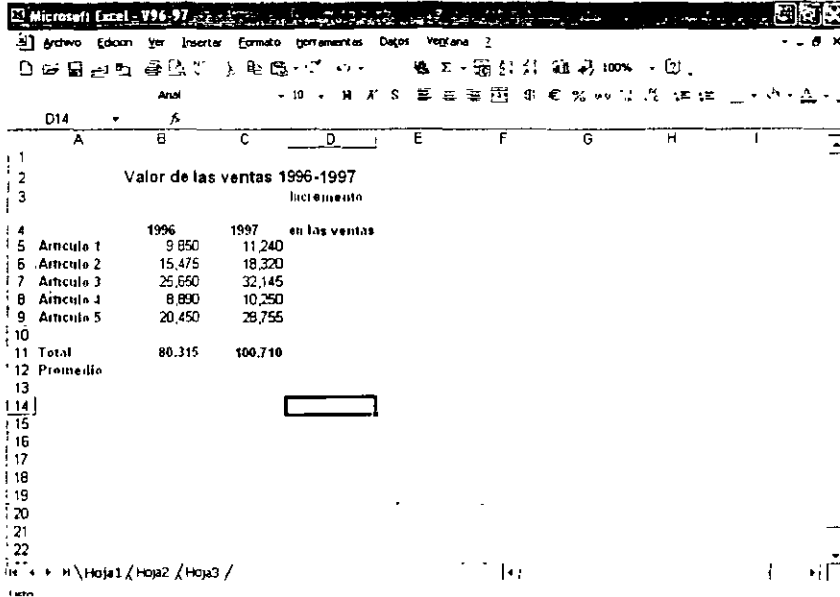 Microsoft Excel - V96-97
Archivo Edición Ver Insertar Formato Herramientas Datos Ventana ?
100%
Arial 10 N K S € %
D14 fx
A B C D E F G H I
1
2 Valor de las ventas 1996-1997
3 Incremento
4 1996 1997 en las ventas
5 Artículo 1 9 850 11,240
6 Artículo 2 15,475 18,320
7 Artículo 3 25,650 32,145
8 Artículo 4 8,890 10,250
9 Artículo 5 20,450 28,755
10
11 Total 80.315 100.710
12 Promedio
13
14
15
16
17
18
19
20
21
22
Hoja1 Hoja2 Hoja3
Listo